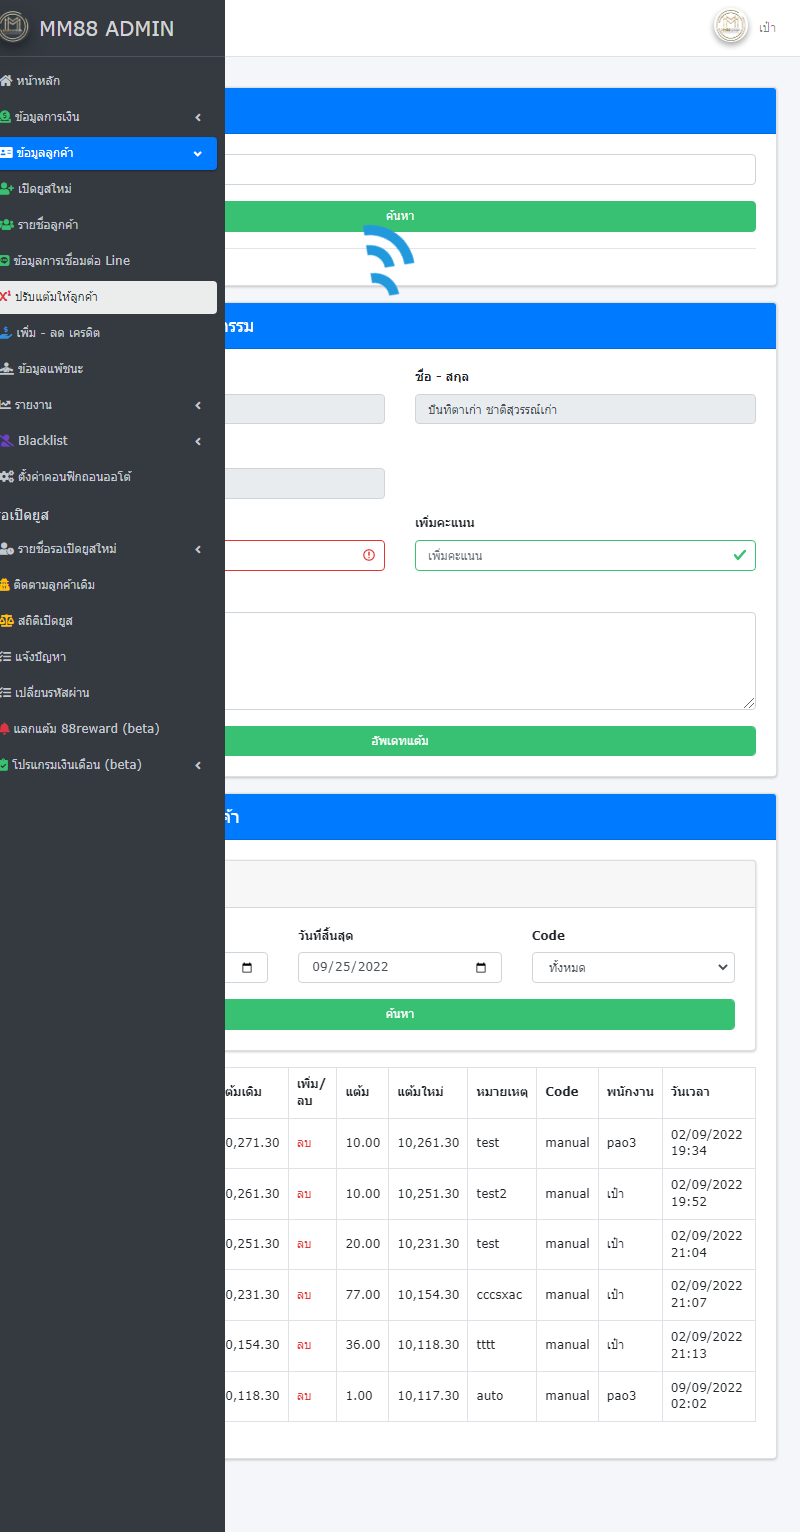 MM88 ADMIN
เป๋า
หน้าหลัก
ข้อมูลการเงิน
ข้อมูลลูกค้า
เปิดยูสใหม่
รายชื่อลูกค้า
ข้อมูลการเชื่อมต่อ Line
ปรับแต้มให้ลูกค้า
เพิ่ม - ลด เครดิต
ข้อมูลแพ้ชนะ
รายงาน
Blacklist
ตั้งค่าคอนฟิกถอนออโต้
รอเปิดยูส
รายชื่อรอเปิดยูสใหม่
ติดตามลูกค้าเดิม
สถิติเปิดยูส
แจ้งปัญหา
เปลี่ยนรหัสผ่าน
แลกแต้ม 88reward (beta)
โปรแกรมเงินเดือน (beta)
ค้นหา
กรรม
ชื่อ - สกุล
บันทิตาเก่า ชาติสุวรรณ์เก่า
เพิ่มคะแนน
เพิ่มคะแนน
อัพเดทแต้ม
ค้า
วันที่สิ้นสุด Code
09/25/2022 ทั้งหมด
ค้นหา
ต้มเดิม เพิ่ม/ลบ แต้ม แต้มใหม่ หมายเหตุ Code พนักงาน วันเวลา
0,271.30 ลบ 10.00 10,261.30 test manual pao3 02/09/2022 19:34
0,261.30 ลบ 10.00 10,251.30 test2 manual เป๋า 02/09/2022 19:52
0,251.30 ลบ 20.00 10,231.30 test manual เป๋า 02/09/2022 21:04
0,231.30 ลบ 77.00 10,154.30 cccsxac manual เป๋า 02/09/2022 21:07
0,154.30 ลบ 36.00 10,118.30 tttt manual เป๋า 02/09/2022 21:13
0,118.30 ลบ 1.00 10,117.30 auto manual pao3 09/09/2022 02:02